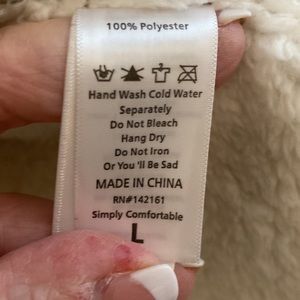 100% Polyester
Hand Wash Cold Water
Separately
Do Not Bleach
Hang Dry
Do Not Iron
Or You 'll Be Sad
MADE IN CHINA
RN#142161
Simply Comfortable
L